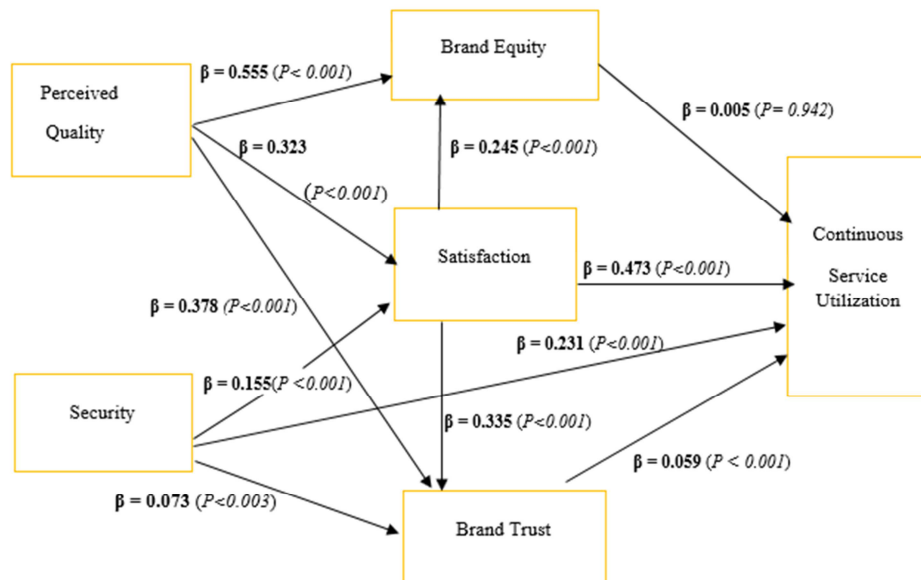 Brand Equity
β = 0.555 (P< 0.001)
Perceived
Quality
β = 0.005 (P= 0.942)
β = 0.323
β = 0.245 (P<0.001)
(P<0.001)
Continuous
Service
Utilization
Satisfaction
β = 0.473 (P<0.001)
β = 0.378 (P<0.001)
β = 0.231 (P<0.001)
β = 0.155(P<0.001)
Security
β = 0.335 (P<0.001)
β = 0.059 (P < 0.001)
β = 0.073 (P<0.003)
Brand Trust